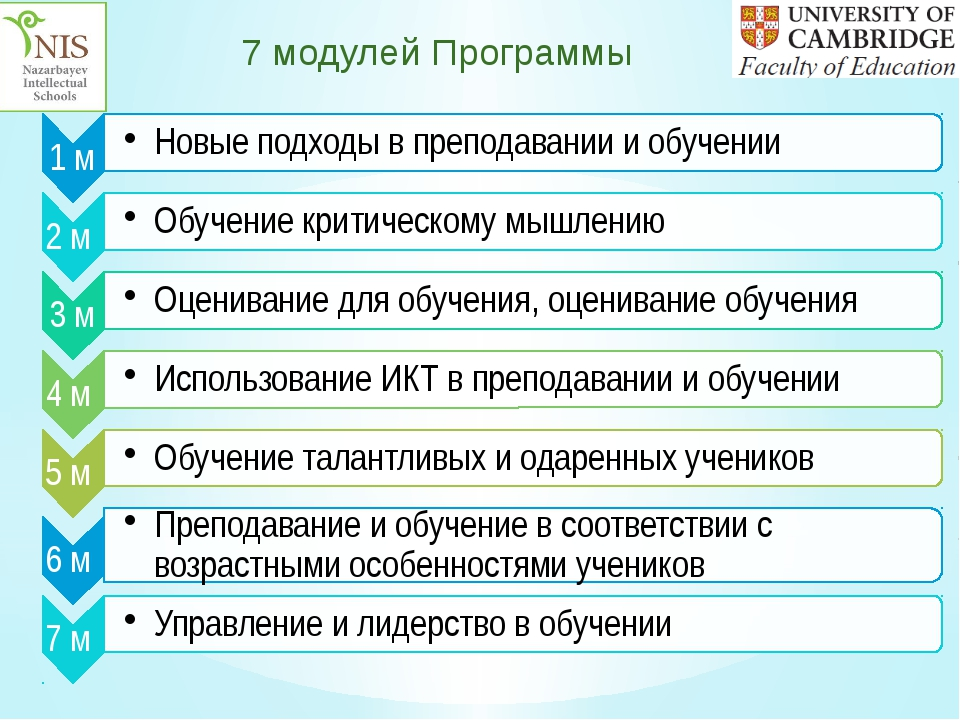 NIS
Nazarbayev
Intellectual
Schools
7 модулей Программы
UNIVERSITY OF
CAMBRIDGE
Faculty of Education
1 м
• Новые подходы в преподавании и обучении
2 м
• Обучение критическому мышлению
3 м
• Оценивание для обучения, оценивание обучения
4 м
• Использование ИКТ в преподавании и обучении
5 м
• Обучение талантливых и одаренных учеников
6 м
• Преподавание и обучение в соответствии с
возрастными особенностями учеников
7 м
• Управление и лидерство в обучении